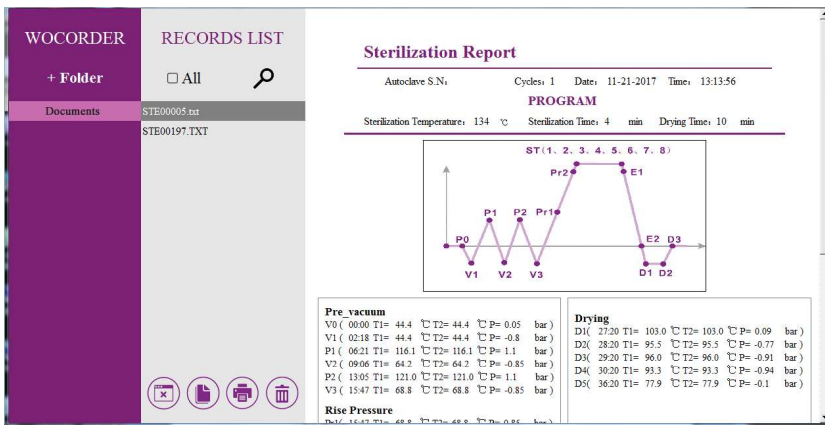 WOCORDER
+ Folder
Documents
RECORDS LIST
All
STE00005.txt
STE00197.TXT
Sterilization Report
Autoclave S.N: Cycles: 1 Date: 11-21-2017 Time: 13:13:56
PROGRAM
Sterilization Temperature: 134 ℃ Sterilization Time: 4 min Drying Time: 10 min
ST(1、2、3、4、5、6、7、8)
Pr2 E1
P1 P2 Pr1
P0 E2 D3
V1 V2 V3 D1 D2
Pre_vacuum
V0 ( 00:00 T1= 44.4 ℃ T2= 44.4 ℃ P= 0.05 bar )
V1 ( 02:18 T1= 44.4 ℃ T2= 44.4 ℃ P= -0.8 bar )
P1 ( 06:21 T1= 116.1 ℃ T2= 116.1 ℃ P= 1.1 bar )
V2 ( 09:06 T1= 64.2 ℃ T2= 64.2 ℃ P= -0.85 bar )
P2 ( 13:05 T1= 121.0 ℃ T2= 121.0 ℃ P= 1.1 bar )
V3 ( 15:47 T1= 68.8 ℃ T2= 68.8 ℃ P= -0.85 bar )
Rise Pressure
Drying
D1( 27:20 T1= 103.0 ℃ T2= 103.0 ℃ P= 0.09 bar )
D2( 28:20 T1= 95.5 ℃ T2= 95.5 ℃ P= -0.77 bar )
D3( 29:20 T1= 96.0 ℃ T2= 96.0 ℃ P= -0.91 bar )
D4( 30:20 T1= 93.3 ℃ T2= 93.3 ℃ P= -0.94 bar )
D5( 36:20 T1= 77.9 ℃ T2= 77.9 ℃ P= -0.1 bar )